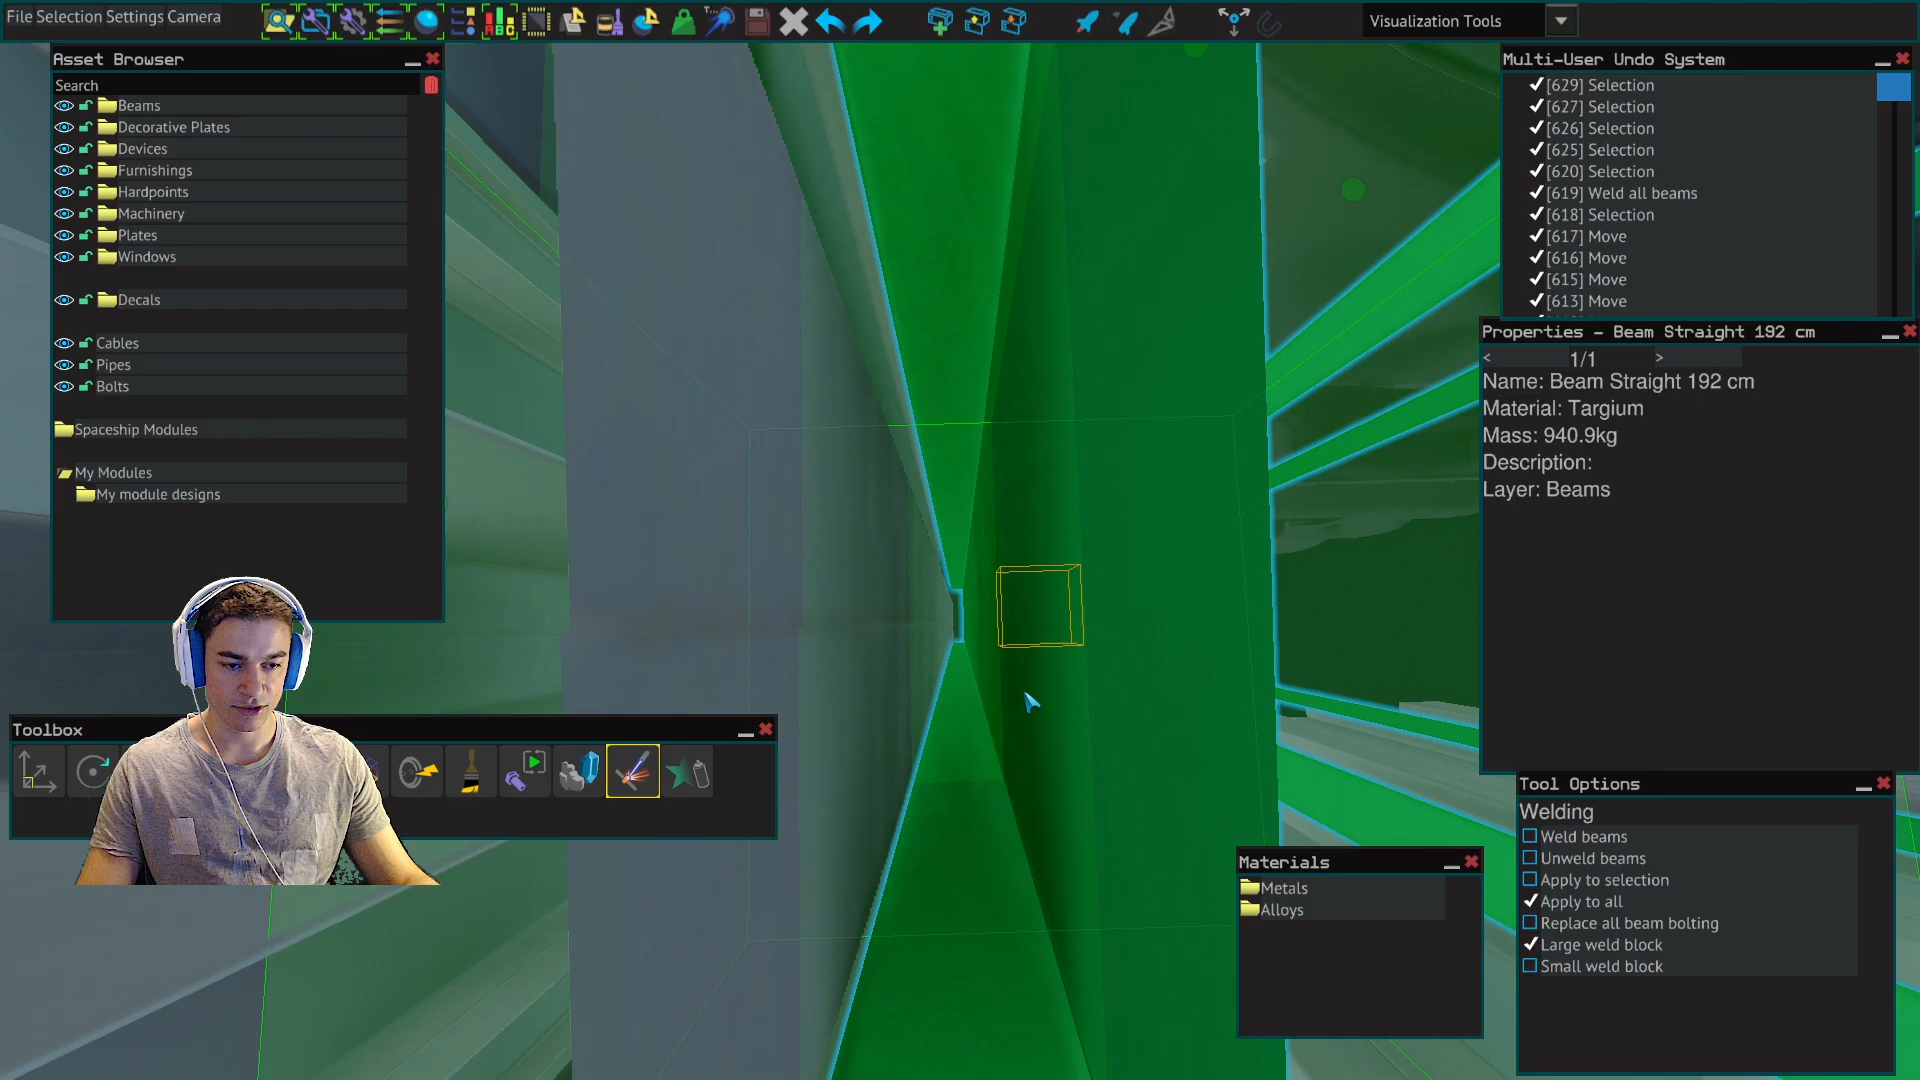 File Selection Settings Camera
ABC
Visualization Tools
Asset Browser
Search
Beams
Decorative Plates
Devices
Furnishings
Hardpoints
Machinery
Plates
Windows
Decals
Cables
Pipes
Bolts
Spaceship Modules
My Modules
My module designs
Multi-User Undo System
[629] Selection
[627] Selection
[626] Selection
[625] Selection
[620] Selection
[619] Weld all beams
[618] Selection
[617] Move
[616] Move
[615] Move
[613] Move
Properties - Beam Straight 192 cm
< 1/1 >
Name: Beam Straight 192 cm
Material: Targium
Mass: 940.9kg
Description:
Layer: Beams
Toolbox
Tool Options
Welding
Weld beams
Unweld beams
Apply to selection
Apply to all
Replace all beam bolting
Large weld block
Small weld block
Materials
Metals
Alloys